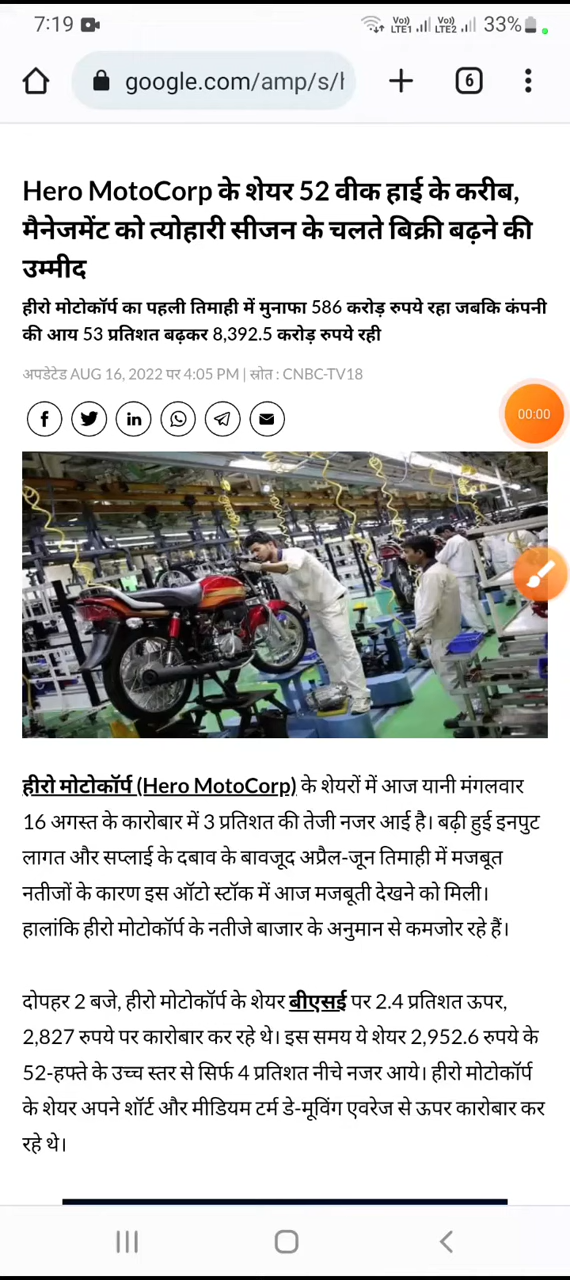 7:19
Vo)) LTE1 Vo)) LTE2 33%
google.com/amp/s/h
6
Hero MotoCorp के शेयर 52 वीक हाई के करीब,
मैनेजमेंट को त्योहारी सीजन के चलते बिक्री बढ़ने की
उम्मीद
हीरो मोटोकॉर्प का पहली तिमाही में मुनाफा 586 करोड़ रुपये रहा जबकि कंपनी
की आय 53 प्रतिशत बढ़कर 8,392.5 करोड़ रुपये रही
अपडेटेड AUG 16, 2022 पर 4:05 PM | स्रोत : CNBC-TV18
00:00
हीरो मोटोकॉर्प (Hero MotoCorp) के शेयरों में आज यानी मंगलवार
16 अगस्त के कारोबार में 3 प्रतिशत की तेजी नजर आई है। बढ़ी हुई इनपुट
लागत और सप्लाई के दबाव के बावजूद अप्रैल-जून तिमाही में मजबूत
नतीजों के कारण इस ऑटो स्टॉक में आज मजबूती देखने को मिली।
हालांकि हीरो मोटोकॉर्प के नतीजे बाजार के अनुमान से कमजोर रहे हैं।
दोपहर 2 बजे, हीरो मोटोकॉर्प के शेयर बीएसई पर 2.4 प्रतिशत ऊपर,
2,827 रुपये पर कारोबार कर रहे थे। इस समय ये शेयर 2,952.6 रुपये के
52-हफ्ते के उच्च स्तर से सिर्फ 4 प्रतिशत नीचे नजर आये। हीरो मोटोकॉर्प
के शेयर अपने शॉर्ट और मीडियम टर्म डे-मूविंग एवरेज से ऊपर कारोबार कर
रहे थे।